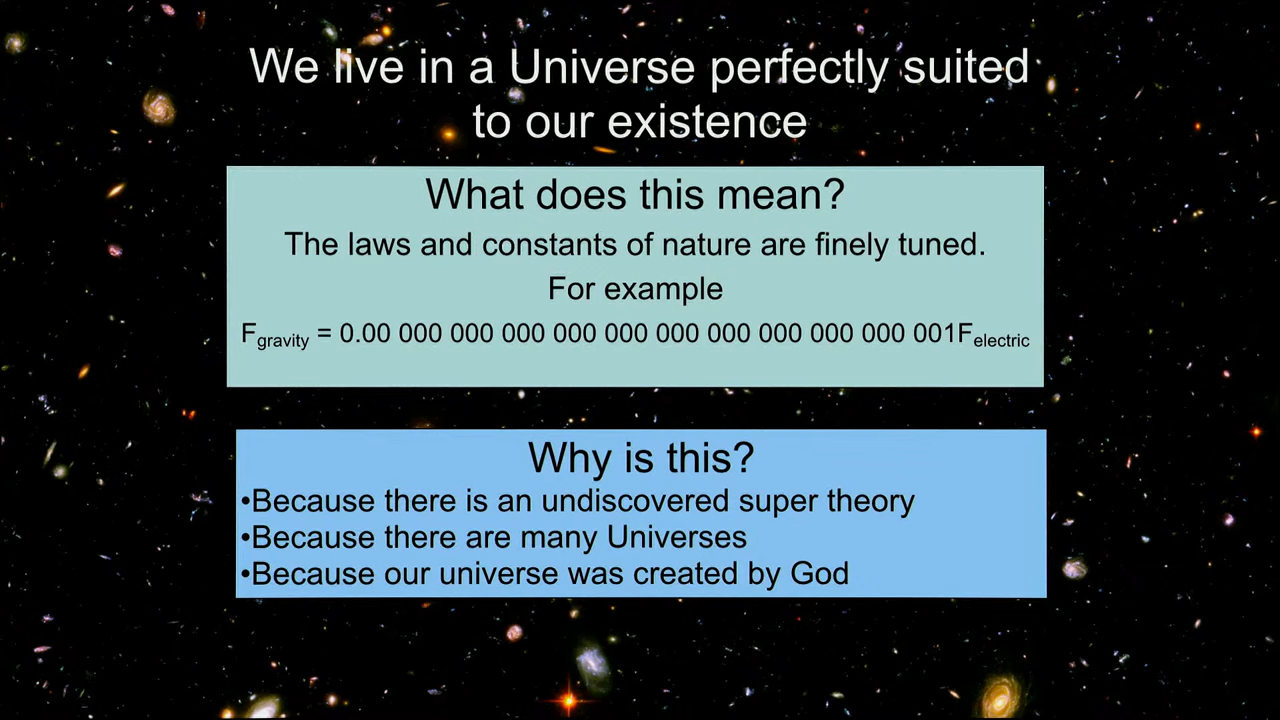 We live in a Universe perfectly suited
to our existence
What does this mean?
The laws and constants of nature are finely tuned.
For example
Fgravity = 0.00 000 000 000 000 000 000 000 000 000 000 001Felectric
Why is this?
•Because there is an undiscovered super theory
•Because there are many Universes
•Because our universe was created by God